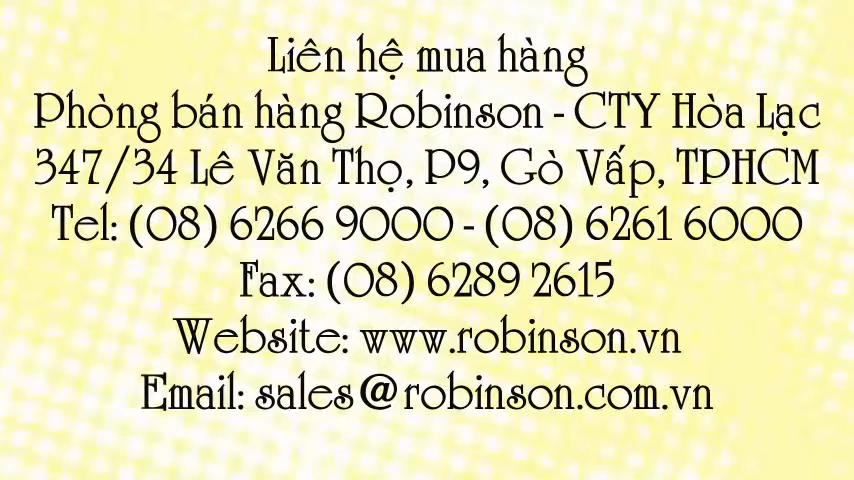 Liên hệ mua hàng
Phòng bán hàng Robinson - CTY Hòa Lạc
347/34 Lê Văn Thọ, P9, Gò Vấp, TPHCM
Tel: (08) 6266 9000 - (08) 6261 6000
Fax: (08) 6289 2615
Website: www.robinson.vn
Email: sales@robinson.com.vn